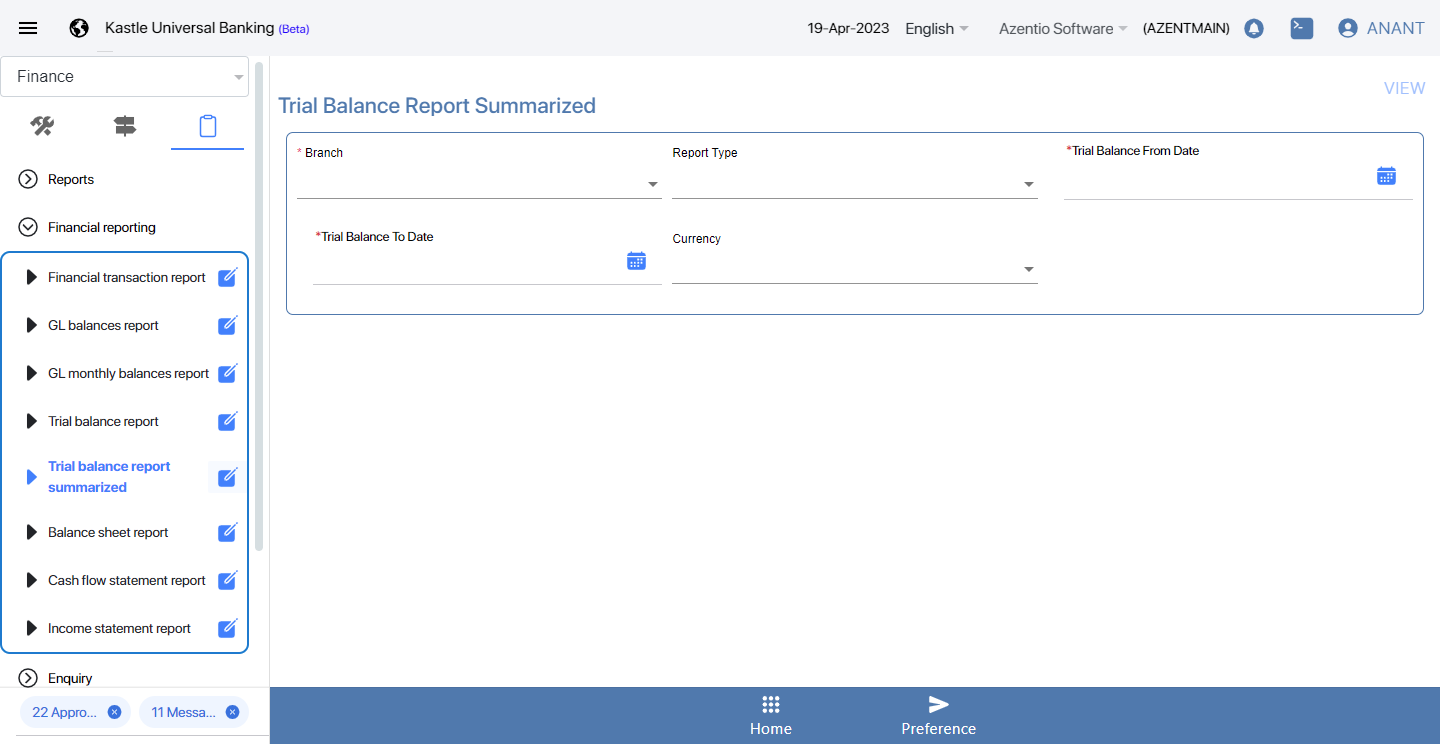 Kastle Universal Banking (Beta)
19-Apr-2023
English
Azentio Software
(AZENTMAIN)
ANANT
Finance
Reports
Financial reporting
Financial transaction report
GL balances report
GL monthly balances report
Trial balance report
Trial balance report
summarized
Balance sheet report
Cash flow statement report
Income statement report
Enquiry
22 Appro...
11 Messa...
VIEW
Trial Balance Report Summarized
* Branch
Report Type
*Trial Balance From Date
*Trial Balance To Date
Currency
Home
Preference